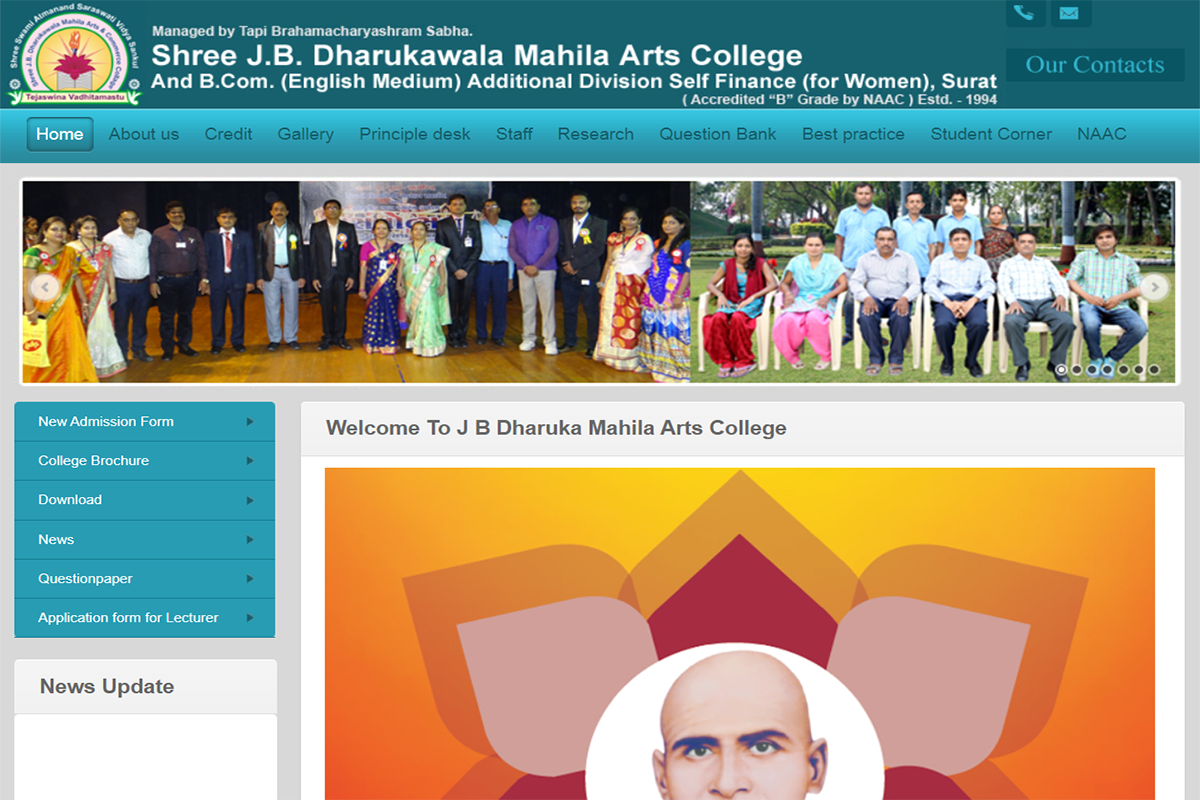 Shree Swami Atmanand Saraswati Vidya Sankul
Shree J.B. Dharukawala Mahila Arts & Commerce College
Tejaswina Vadhitamastu
Managed by Tapi Brahamacharyashram Sabha.
Shree J.B. Dharukawala Mahila Arts College
And B.Com. (English Medium) Additional Division Self Finance (for Women), Surat
( Accredited “B” Grade by NAAC ) Estd. - 1994
Our Contacts
Home About us Credit Gallery Principle desk Staff Research Question Bank Best practice Student Corner NAAC
New Admission Form
College Brochure
Download
News
Questionpaper
Application form for Lecturer
News Update
Welcome To J B Dharuka Mahila Arts College